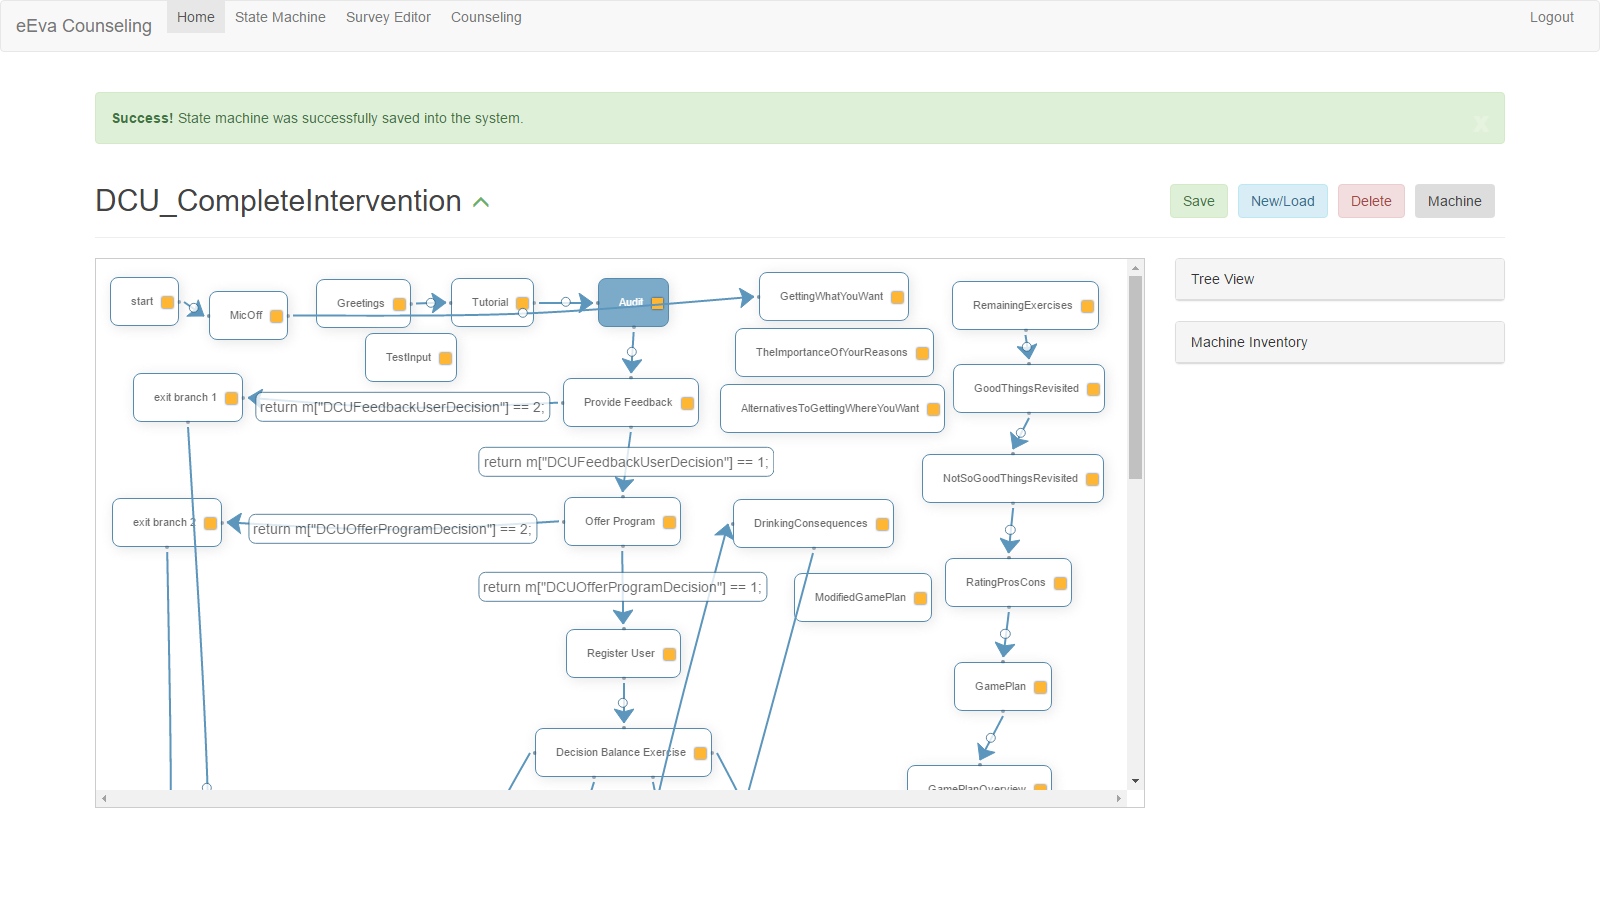 eEva Counseling
Home
State Machine
Survey Editor
Counseling
Logout
Success! State machine was successfully saved into the system.
x
DCU_CompleteIntervention
Save
New/Load
Delete
Machine
start
MicOff
Greetings
Tutorial
Audit
GettingWhatYouWant
RemainingExercises
TestInput
TheImportanceOfYourReasons
exit branch 1
return m["DCUFeedbackUserDecision"] == 2;
Provide Feedback
AlternativesToGettingWhereYouWant
GoodThingsRevisited
return m["DCUFeedbackUserDecision"] == 1;
NotSoGoodThingsRevisited
exit branch 2
return m["DCUOfferProgramDecision"] == 2;
Offer Program
DrinkingConsequences
return m["DCUOfferProgramDecision"] == 1;
ModifiedGamePlan
RatingProsCons
Register User
GamePlan
Decision Balance Exercise
GamePlanOverview
Tree View
Machine Inventory